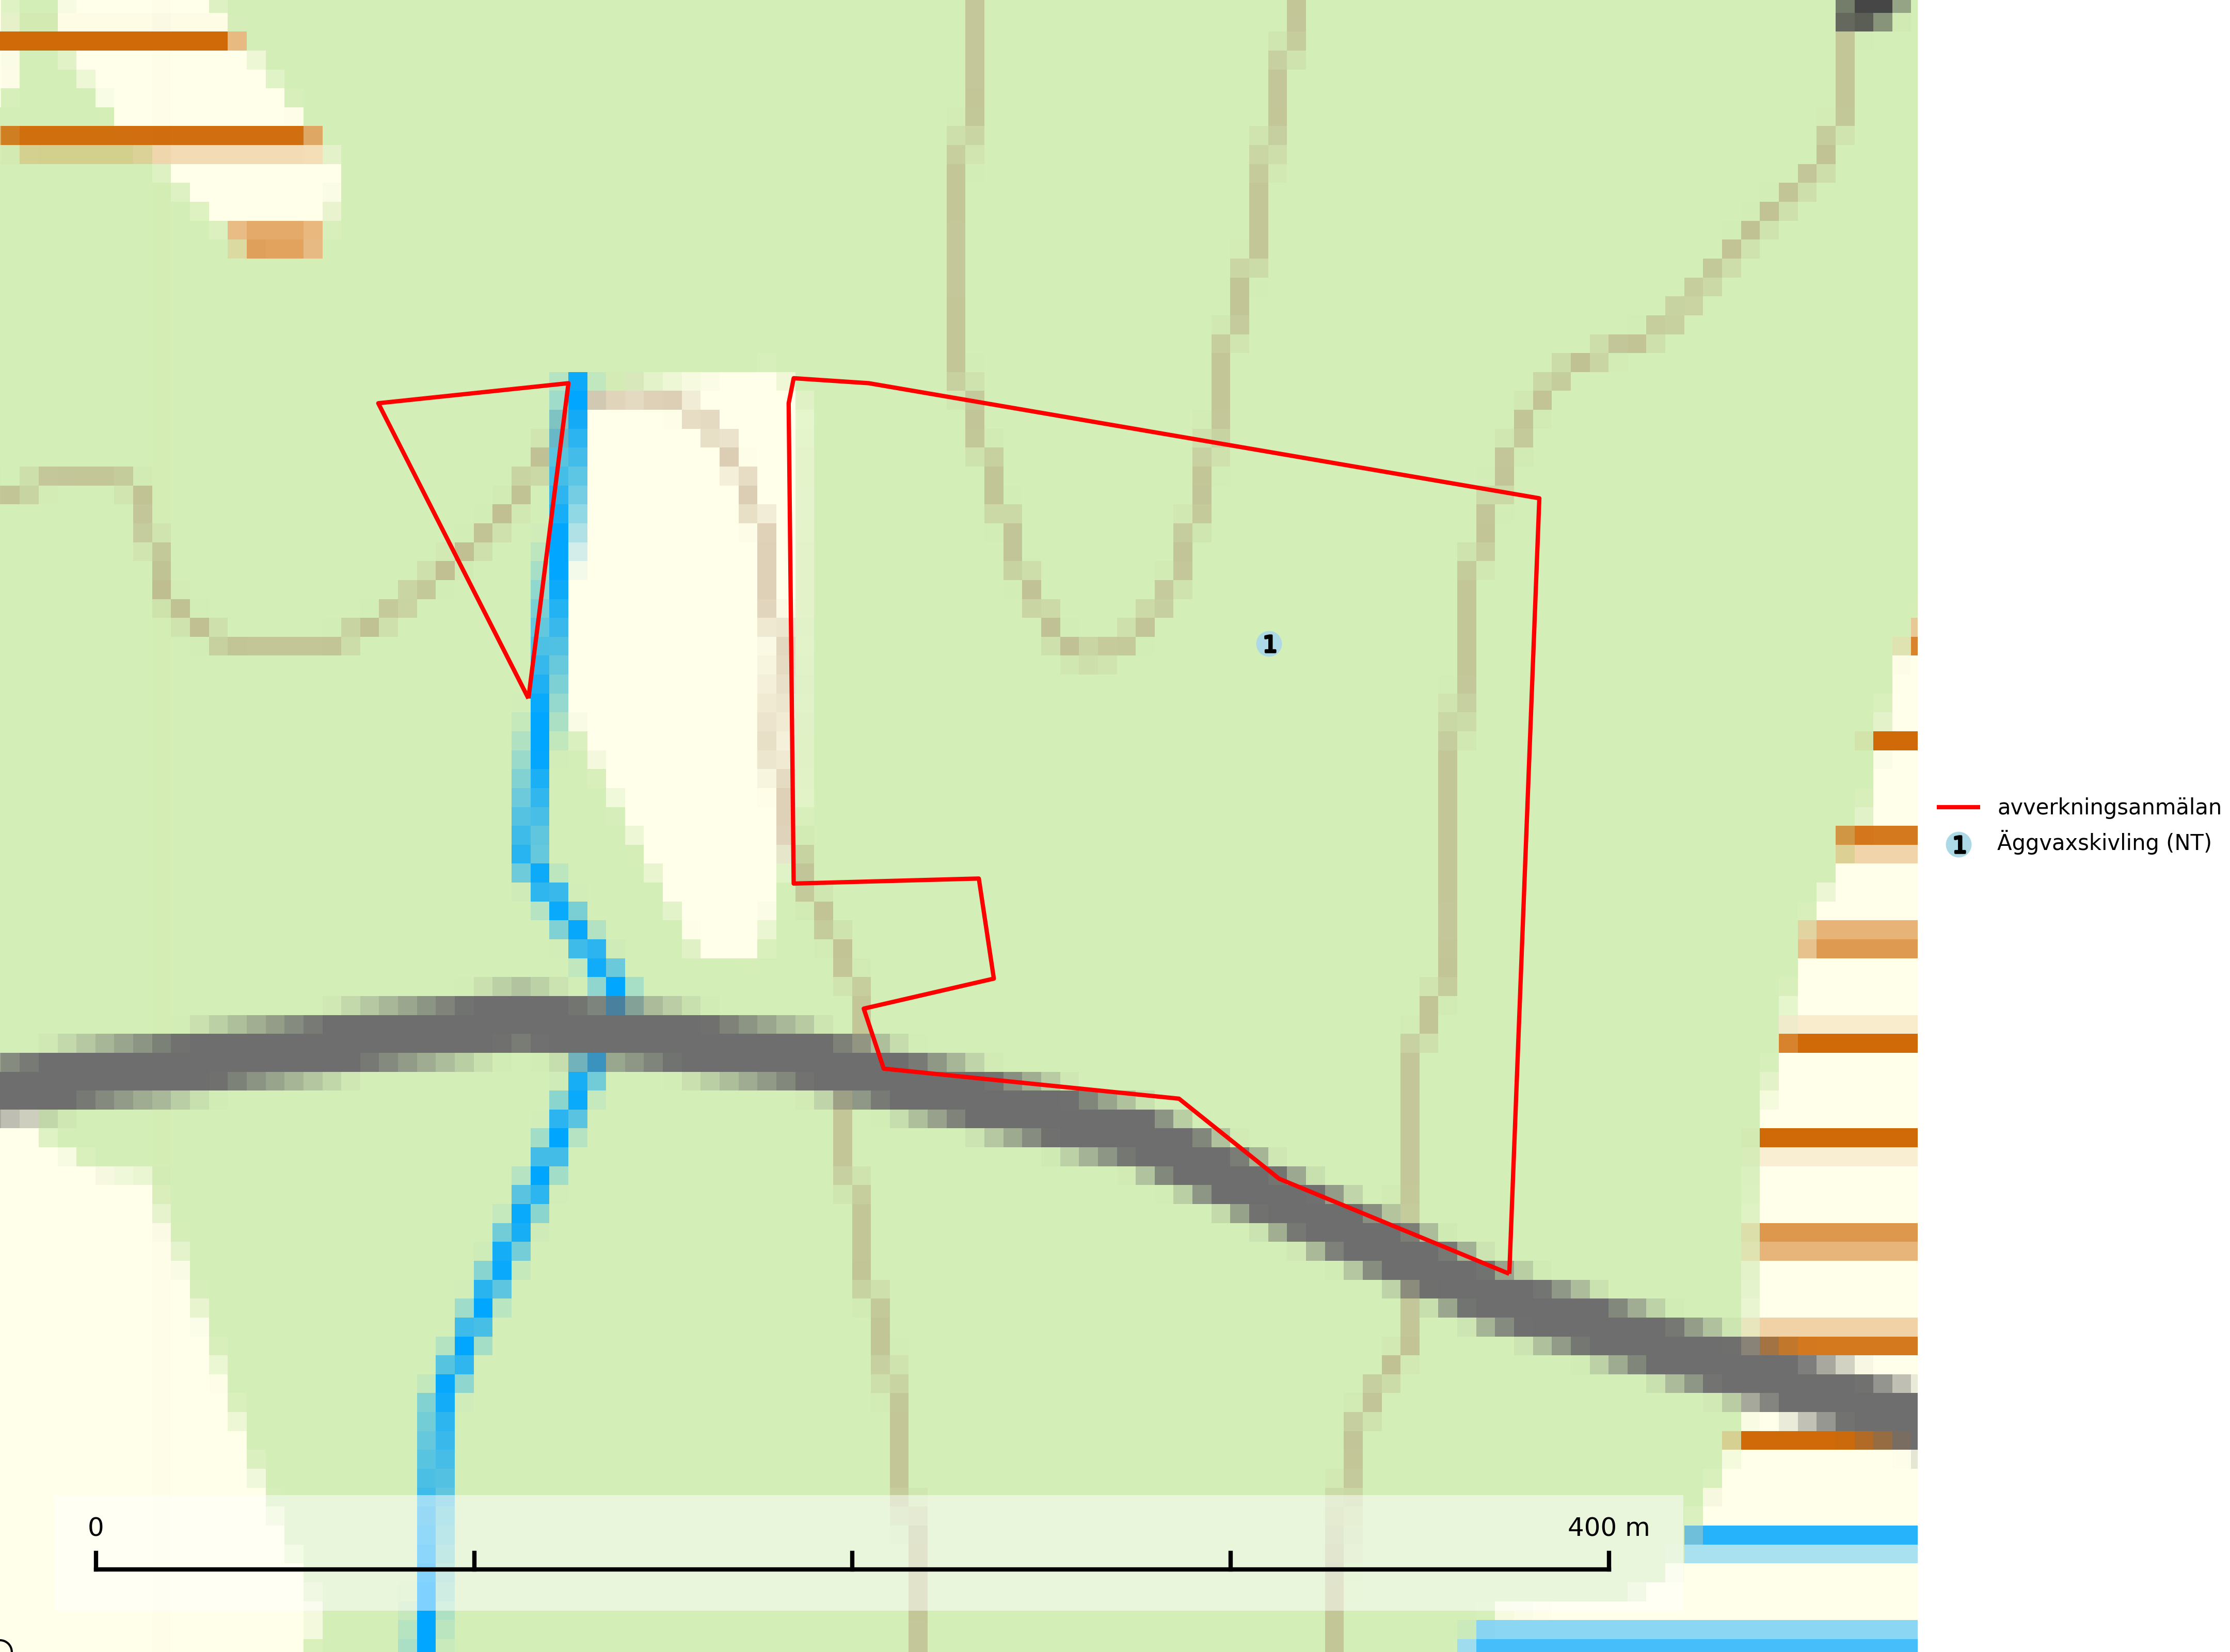 1
avverkningsanmälan
1 Äggvaxskivling (NT)
0 400 m